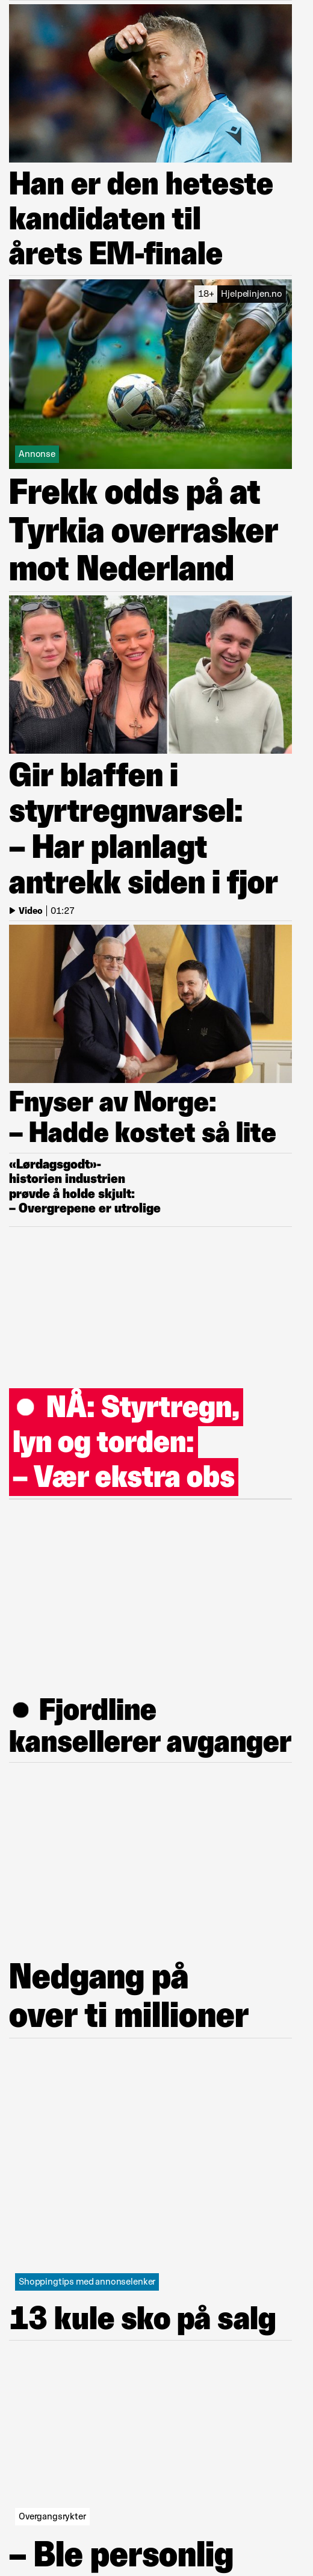 Han er den heteste
kandidaten til
årets EM-finale
18+ Hjelpelinjen.no
Annonse
Frekk odds på at
Tyrkia overrasker
mot Nederland
Gir blaffen i
styrtregnvarsel:
– Har planlagt
antrekk siden i fjor
Video | 01:27
Fnyser av Norge:
– Hadde kostet så lite
«Lørdagsgodt»-
historien industrien
prøvde å holde skjult:
– Overgrepene er utrolige
● NÅ: Styrtregn,
lyn og torden:
– Vær ekstra obs
● Fjordline
kansellerer avganger
Nedgang på
over ti millioner
Shoppingtips med annonselenker
13 kule sko på salg
Overgangsrykter
– Ble personlig